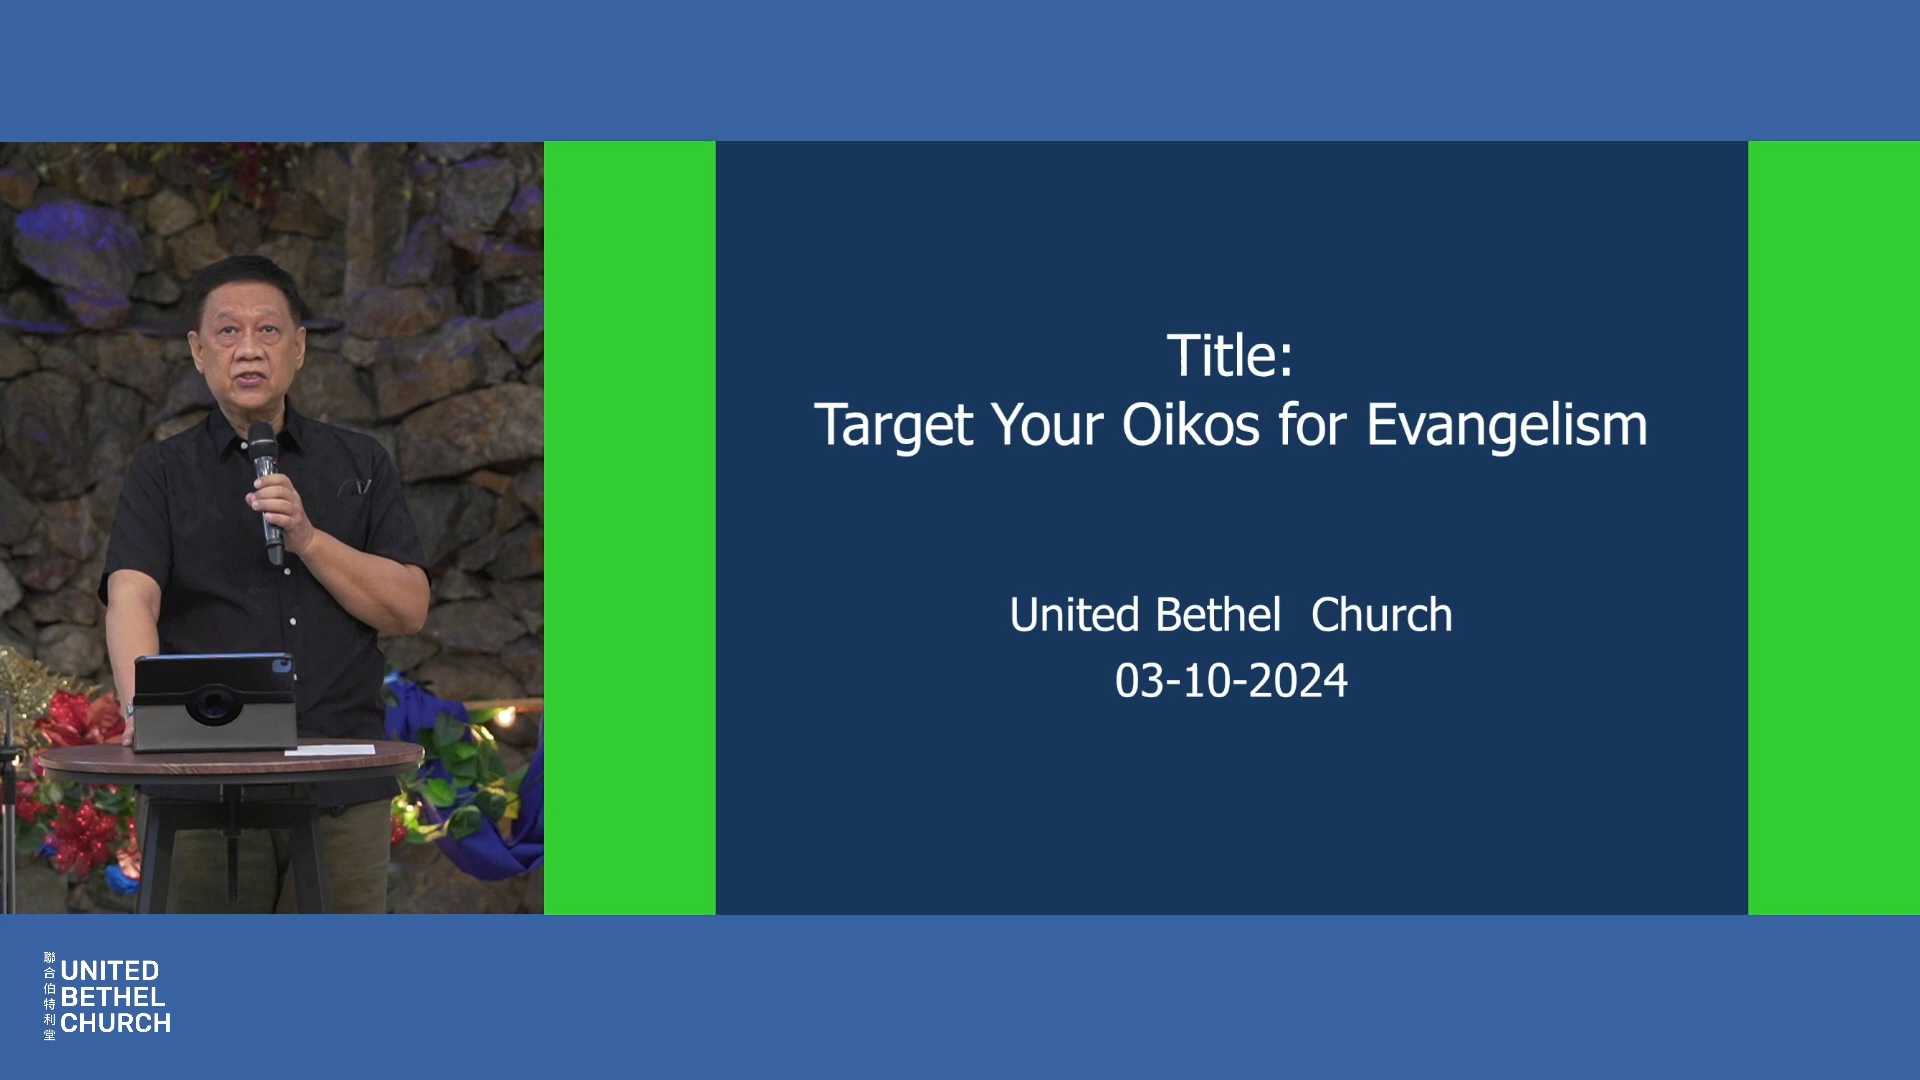 Title:
Target Your Oikos for Evangelism
United Bethel  Church
03-10-2024
聯合伯特利堂
UNITED
BETHEL
CHURCH